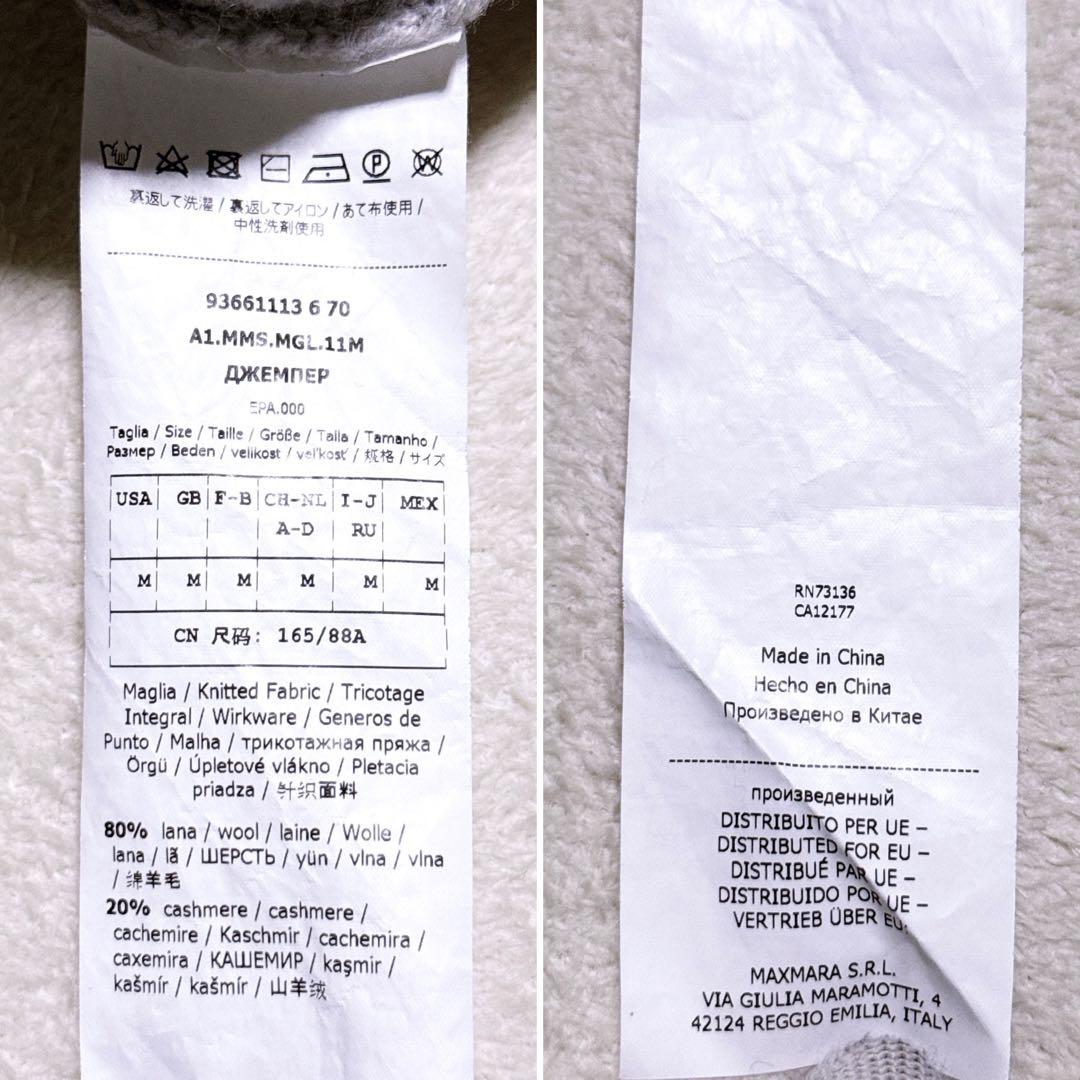 裏返して洗濯 / 裏返してアイロン / あて布使用 /
中性洗剤使用
93661113 6 70
A1.MMS.MGL.11M
ДЖЕМПЕР
EPA.000
Taglia / Size / Taille / Größe / Talla / Tamanho /
Размер / Beden / velikost / veľkosť / 规格 / サイズ
USA GB F-B CH-NL I-J MEX
A-D RU
M M M M M M
CN 尺码: 165/88A
Maglia / Knitted Fabric / Tricotage
Integral / Wirkware / Generos de
Punto / Malha / трикотажная пряжа /
Örgü / Úpletové vlákno / Pletacia
priadza / 针织面料
80% lana / wool / laine / Wolle /
lana / lã / ШЕРСТЬ / yün / vlna / vlna
/ 绵羊毛
20% cashmere / cashmere /
cachemire / Kaschmir / cachemira /
caxemira / КАШЕМИР / kaşmir /
kašmír / kašmír / 山羊绒
RN73136
CA12177
Made in China
Hecho en China
Произведено в Китае
произведенный
DISTRIBUITO PER UE –
DISTRIBUTED FOR EU –
DISTRIBUÉ PAR UE –
DISTRIBUIDO POR UE –
VERTRIEB ÜBER EU:
MAXMARA S.R.L.
VIA GIULIA MARAMOTTI, 4
42124 REGGIO EMILIA, ITALY